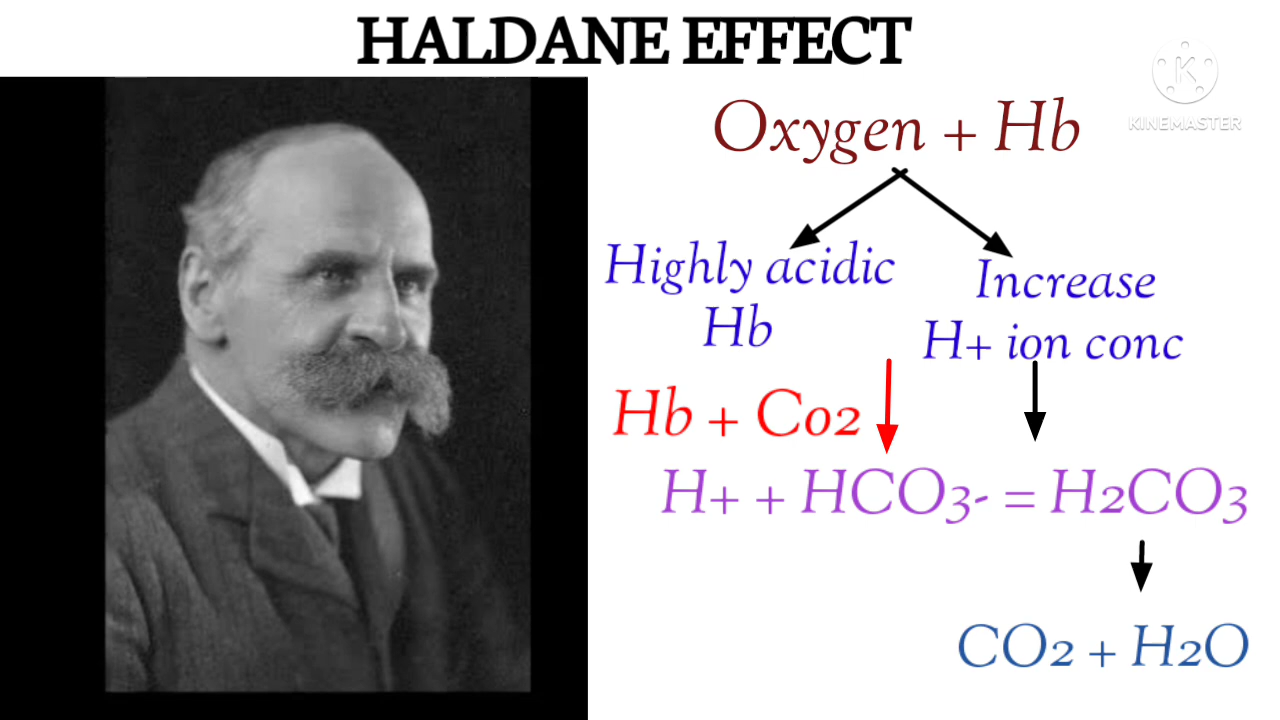 HALDANE EFFECT
KINEMASTER
Oxygen + Hb
Highly acidic
Hb
Increase
H+ ion conc
Hb + Co2
H+ + HCO3- = H2CO3
CO2 + H2O